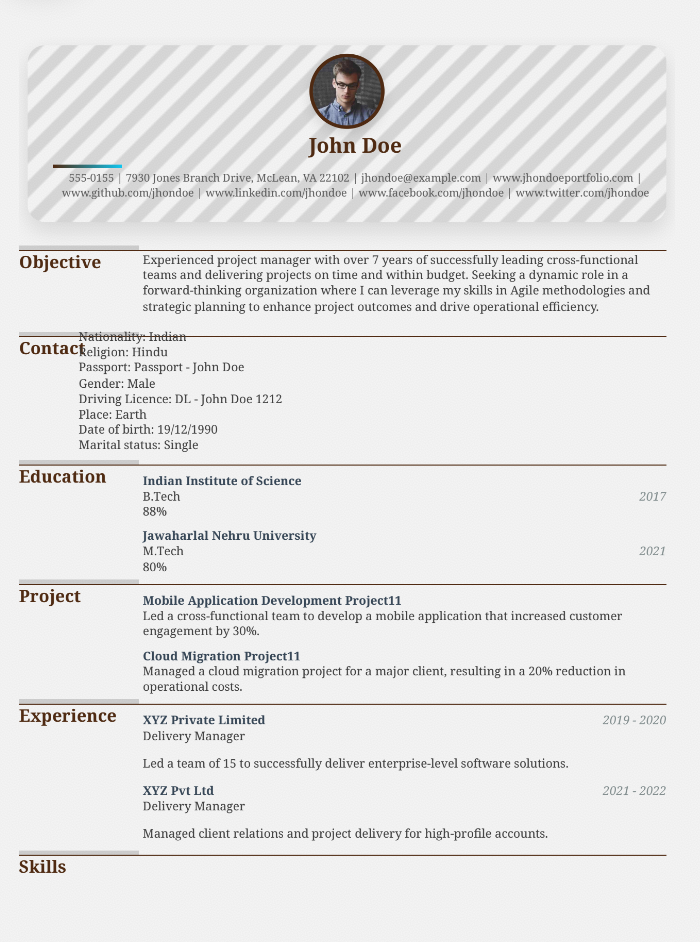 John Doe
555-0155 | 7930 Jones Branch Drive, McLean, VA 22102 | jhondoe@example.com | www.jhondoeportfolio.com |
www.github.com/jhondoe | www.linkedin.com/jhondoe | www.facebook.com/jhondoe | www.twitter.com/jhondoe
Objective
Experienced project manager with over 7 years of successfully leading cross-functional
teams and delivering projects on time and within budget. Seeking a dynamic role in a
forward-thinking organization where I can leverage my skills in Agile methodologies and
strategic planning to enhance project outcomes and drive operational efficiency.
Contact
Nationality: Indian
Religion: Hindu
Passport: Passport - John Doe
Gender: Male
Driving Licence: DL - John Doe 1212
Place: Earth
Date of birth: 19/12/1990
Marital status: Single
Education
Indian Institute of Science
B.Tech 2017
88%
Jawaharlal Nehru University
M.Tech 2021
80%
Project
Mobile Application Development Project11
Led a cross-functional team to develop a mobile application that increased customer
engagement by 30%.
Cloud Migration Project11
Managed a cloud migration project for a major client, resulting in a 20% reduction in
operational costs.
Experience
XYZ Private Limited 2019 - 2020
Delivery Manager
Led a team of 15 to successfully deliver enterprise-level software solutions.
XYZ Pvt Ltd 2021 - 2022
Delivery Manager
Managed client relations and project delivery for high-profile accounts.
Skills